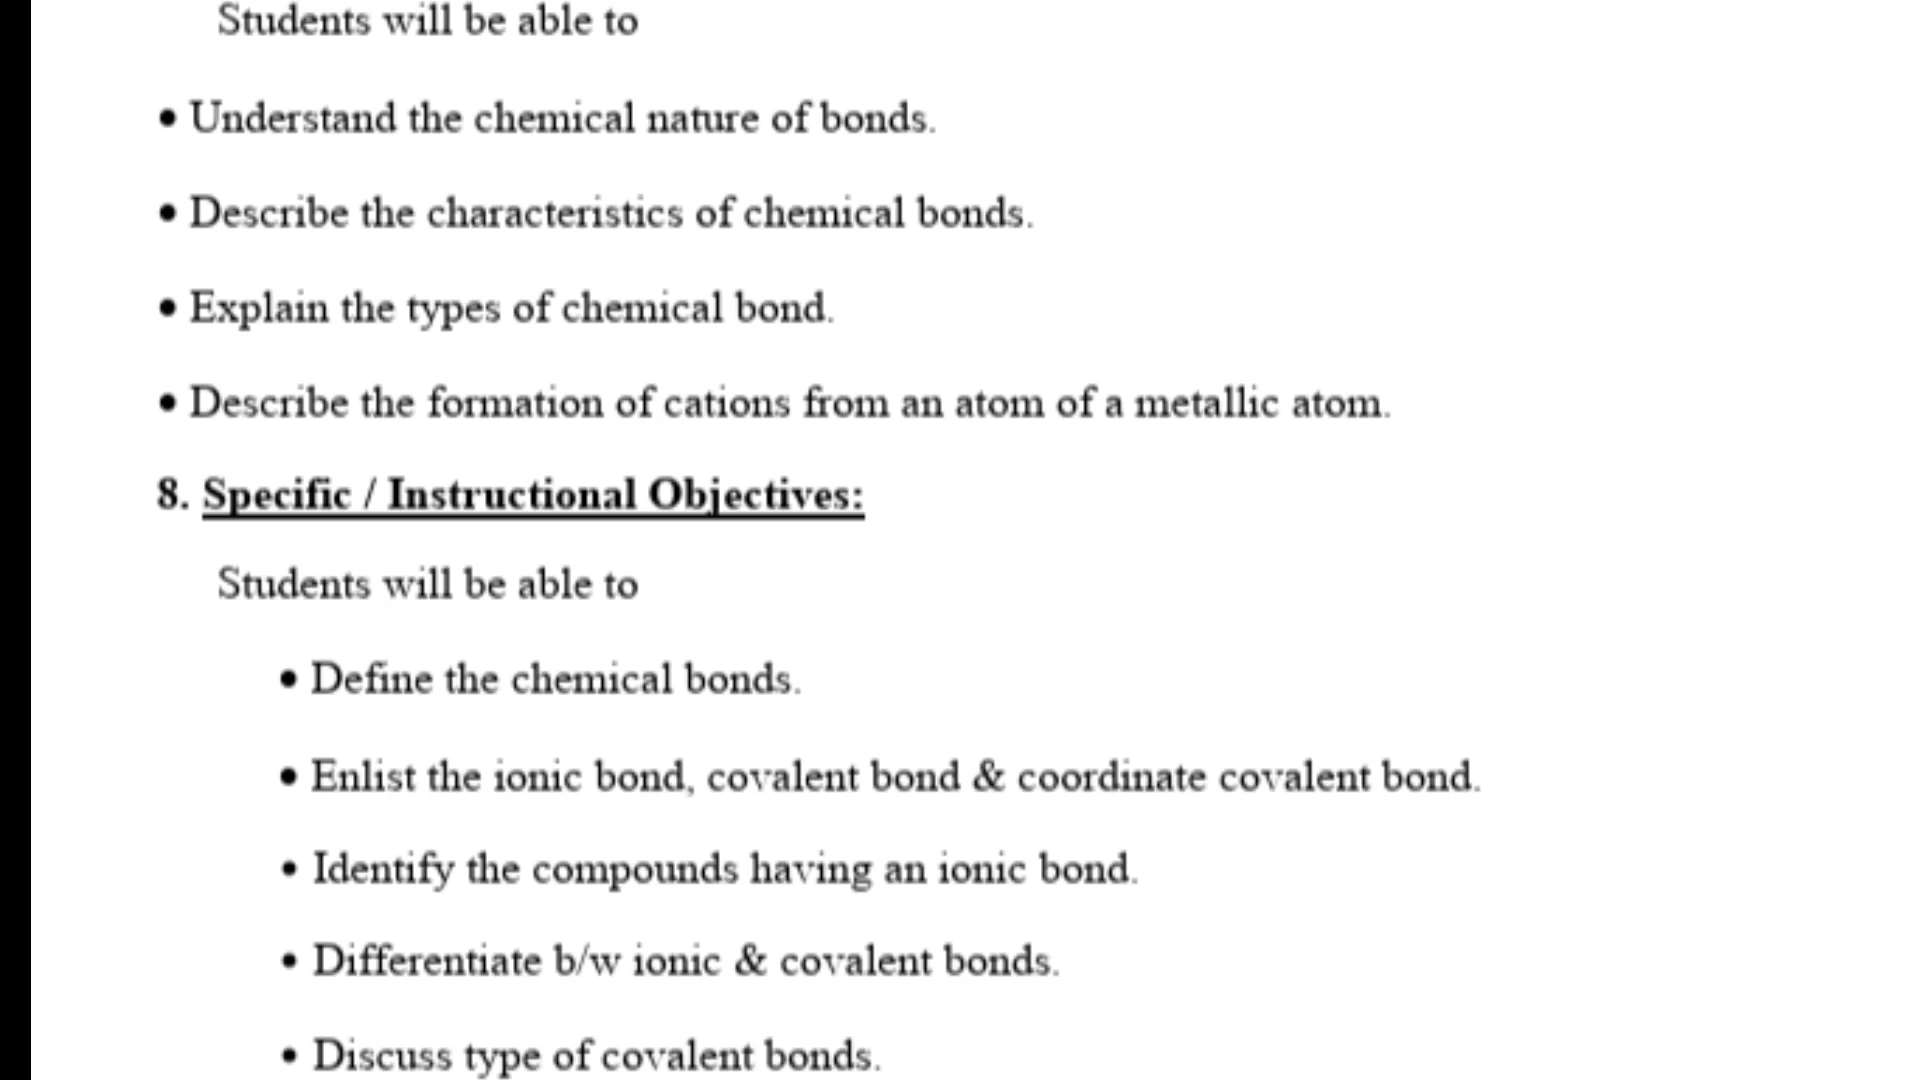 Students will be able to
• Understand the chemical nature of bonds.
• Describe the characteristics of chemical bonds.
• Explain the types of chemical bond.
• Describe the formation of cations from an atom of a metallic atom.
8. Specific / Instructional Objectives:
Students will be able to
• Define the chemical bonds.
• Enlist the ionic bond, covalent bond & coordinate covalent bond.
• Identify the compounds having an ionic bond.
• Differentiate b/w ionic & covalent bonds.
• Discuss type of covalent bonds.